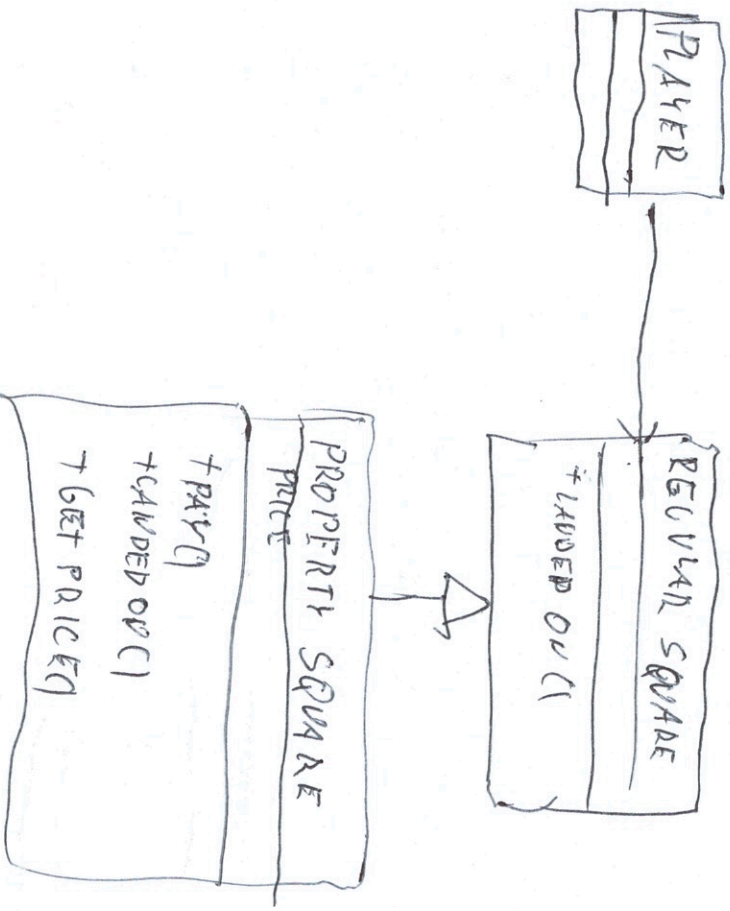 PLAYER
REGULAR SQUARE
+LANDED ON()
PROPERTY SQUARE
PRICE
+PAY()
+LANDED ON()
+GET PRICE()